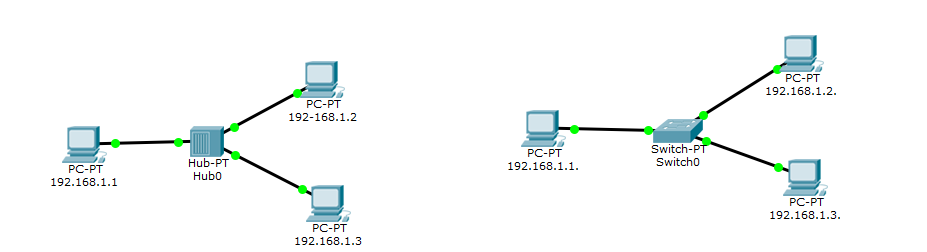 PC-PT
192.168.1.1
Hub-PT
Hub0
PC-PT
192-168.1.2
PC-PT
192.168.1.3
PC-PT
192.168.1.1.
Switch-PT
Switch0
PC-PT
192.168.1.2.
PC-PT
192.168.1.3.